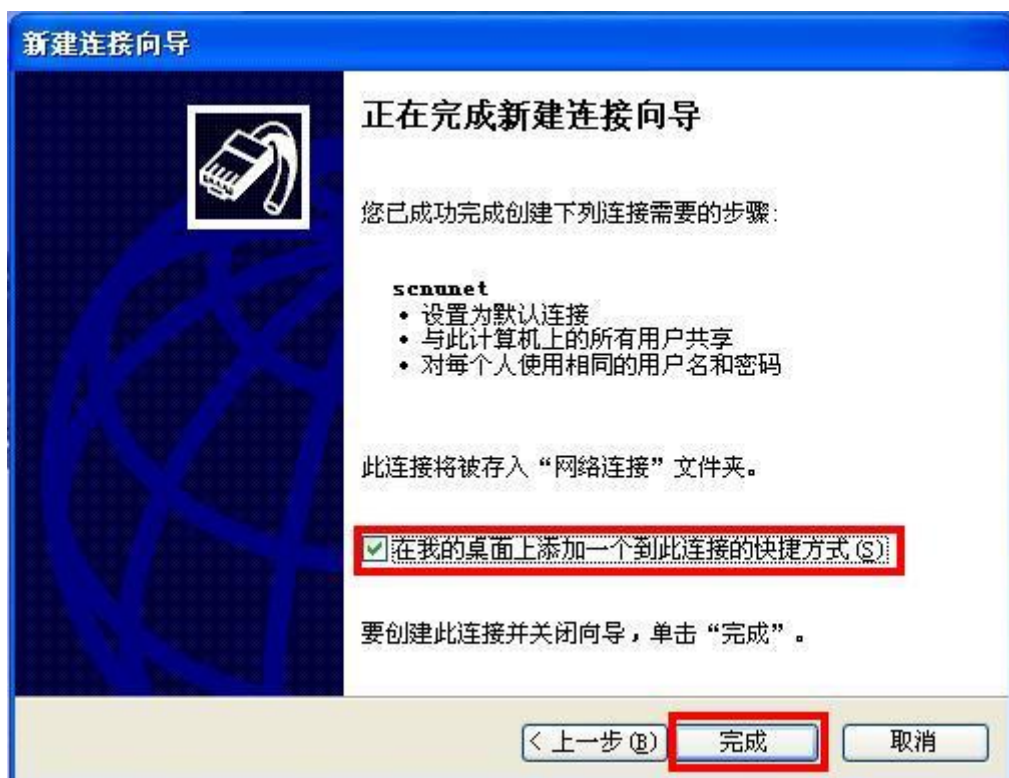 新建连接向导
正在完成新建连接向导
您已成功完成创建下列连接需要的步骤:
scnunet
• 设置为默认连接
• 与此计算机上的所有用户共享
• 对每个人使用相同的用户名和密码
此连接将被存入“网络连接”文件夹。
在我的桌面上添加一个到此连接的快捷方式(S)
要创建此连接并关闭向导，单击“完成”。
< 上一步(B) 完成 取消